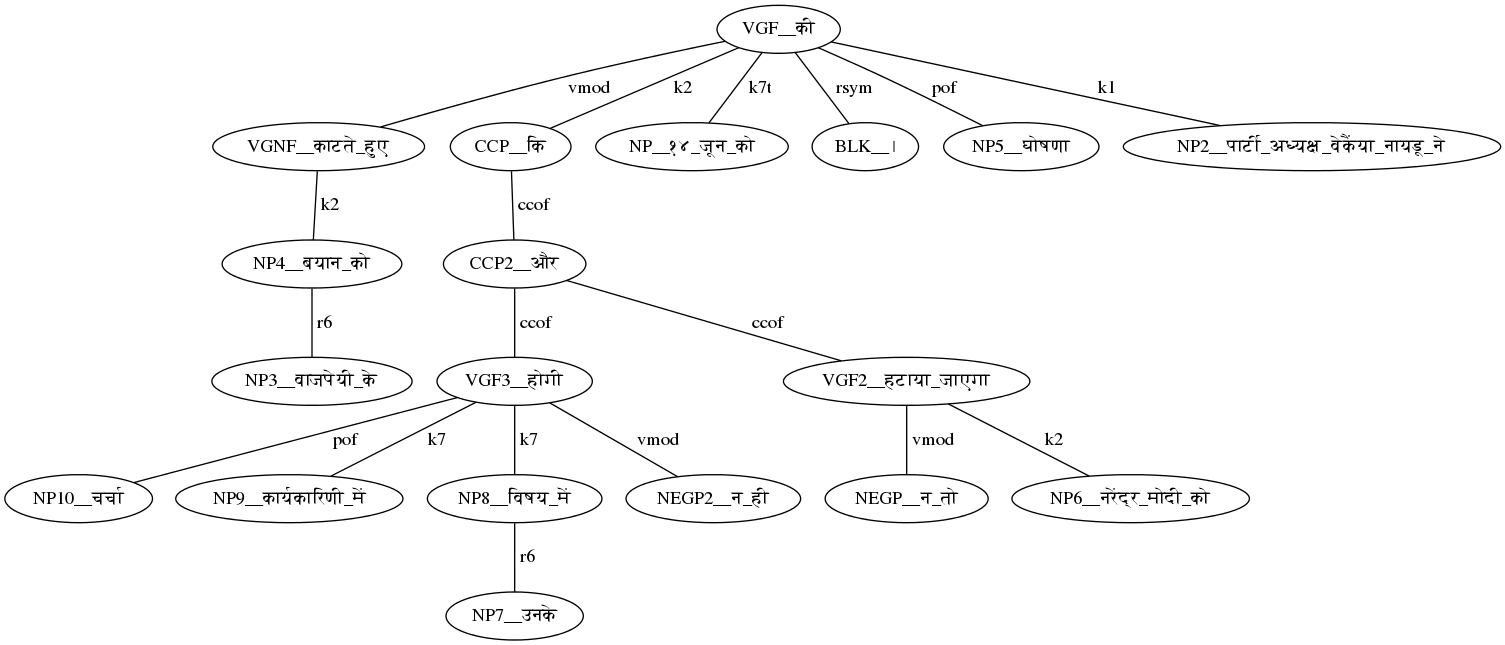 VGF__की
vmod k2 k7t rsym pof k1
VGNF__काटते_हुए CCP__कि NP__१४_जून_को BLK__। NP5__घोषणा NP2__पार्टी_अध्यक्ष_वेकैंया_नायडू_ने
k2 ccof
NP4__बयान_को CCP2__और
r6 ccof ccof
NP3__वाजपेयी_के VGF3__होगी VGF2__हटाया_जाएगा
pof k7 k7 vmod vmod k2
NP10__चर्चा NP9__कार्यकारिणी_में NP8__विषय_में NEGP2__न_ही NEGP__न_तो NP6__नरेंद्र_मोदी_को
r6
NP7__उनके